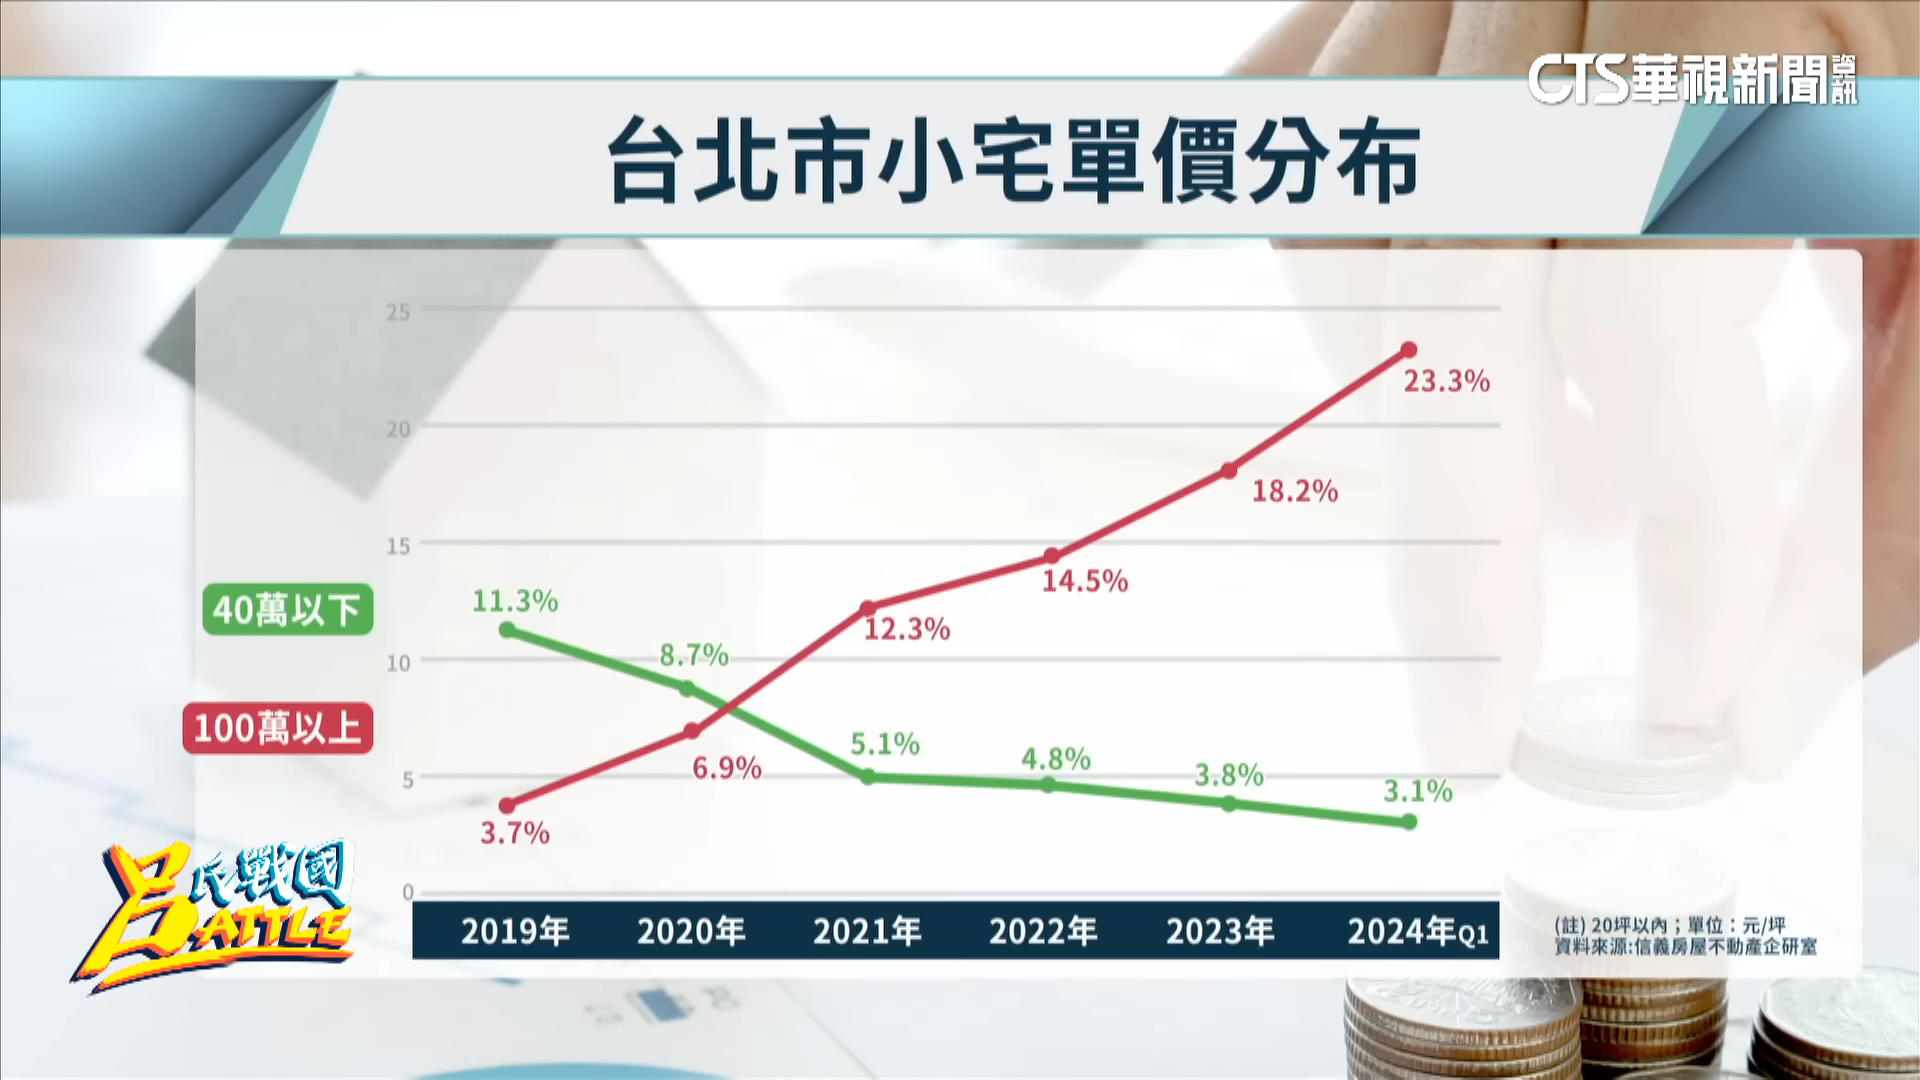 CTS華視新聞資訊
台北市小宅單價分布
25
20
15
10
5
0
40萬以下
100萬以上
11.3%
8.7%
5.1%
4.8%
3.8%
3.1%
3.7%
6.9%
12.3%
14.5%
18.2%
23.3%
2019年 2020年 2021年 2022年 2023年 2024年Q1
(註) 20坪以內；單位：元/坪
資料來源:信義房屋不動產企研室
呂氏戰國
BATTLE